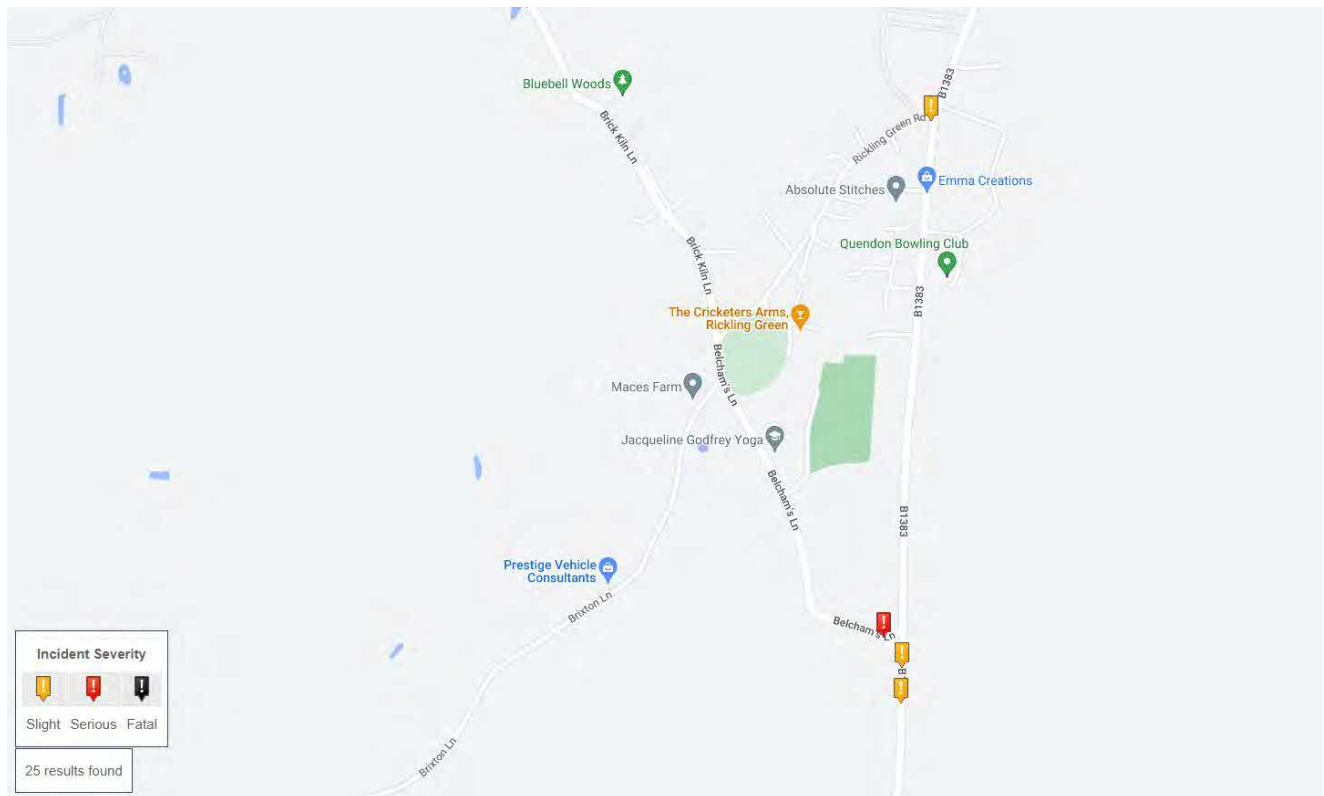 Bluebell Woods
B1383
Brick Kiln Ln
Rickling Green Rd
Absolute Stitches
Emma Creations
Brick Kiln Ln
Quendon Bowling Club
B1383
The Cricketers Arms,
Rickling Green
Belcham's Ln
Maces Farm
Jacqueline Godfrey Yoga
Belcham's Ln
B1383
Prestige Vehicle
Consultants
Brixton Ln
Belcham's Ln
B
Brixton Ln
Incident Severity
Slight Serious Fatal
25 results found